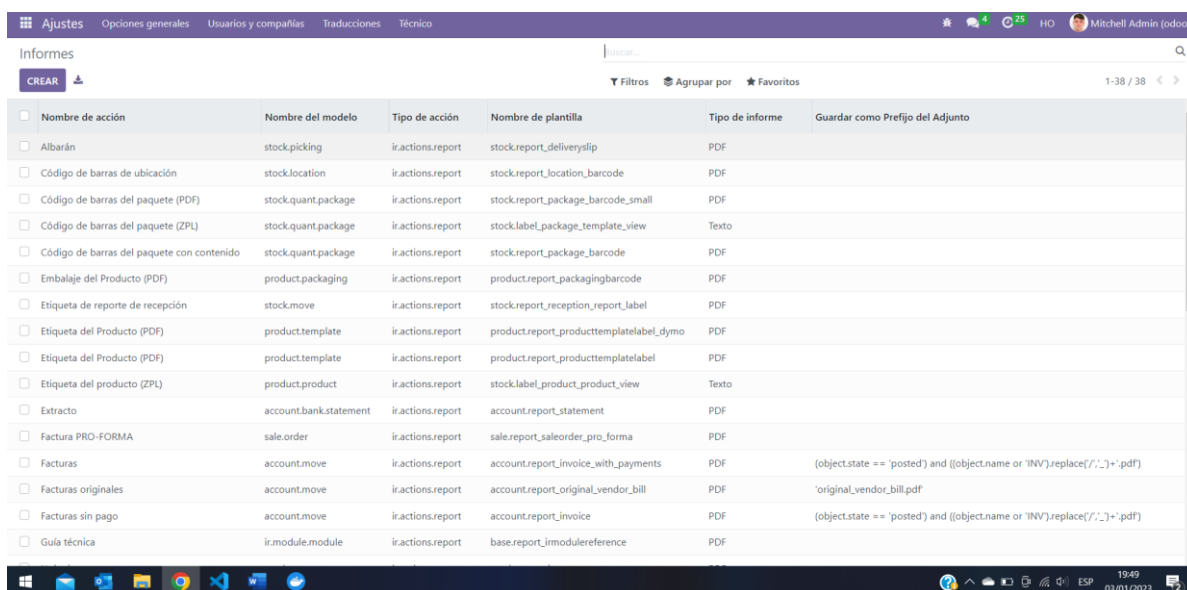 Ajustes Opciones generales Usuarios y compañías Traducciones Técnico 4 25 HO Mitchell Admin (odoo
Informes Buscar...
CREAR Filtros Agrupar por Favoritos 1-38 / 38
Nombre de acción Nombre del modelo Tipo de acción Nombre de plantilla Tipo de informe Guardar como Prefijo del Adjunto
Albarán stock.picking ir.actions.report stock.report_deliveryslip PDF
Código de barras de ubicación stock.location ir.actions.report stock.report_location_barcode PDF
Código de barras del paquete (PDF) stock.quant.package ir.actions.report stock.report_package_barcode_small PDF
Código de barras del paquete (ZPL) stock.quant.package ir.actions.report stock.label_package_template_view Texto
Código de barras del paquete con contenido stock.quant.package ir.actions.report stock.report_package_barcode PDF
Embalaje del Producto (PDF) product.packaging ir.actions.report product.report_packagingbarcode PDF
Etiqueta de reporte de recepción stock.move ir.actions.report stock.report_reception_report_label PDF
Etiqueta del Producto (PDF) product.template ir.actions.report product.report_producttemplatelabel_dymo PDF
Etiqueta del Producto (PDF) product.template ir.actions.report product.report_producttemplatelabel PDF
Etiqueta del producto (ZPL) product.product ir.actions.report stock.label_product_product_view Texto
Extracto account.bank.statement ir.actions.report account.report_statement PDF
Factura PRO-FORMA sale.order ir.actions.report sale.report_saleorder_pro_forma PDF
Facturas account.move ir.actions.report account.report_invoice_with_payments PDF (object.state == 'posted') and ((object.name or 'INV').replace('/','_')+'.pdf')
Facturas originales account.move ir.actions.report account.report_original_vendor_bill PDF 'original_vendor_bill.pdf'
Facturas sin pago account.move ir.actions.report account.report_invoice PDF (object.state == 'posted') and ((object.name or 'INV').replace('/','_')+'.pdf')
Guía técnica ir.module.module ir.actions.report base.report_irmodulereference PDF
ESP 19:49
03/01/2023 2